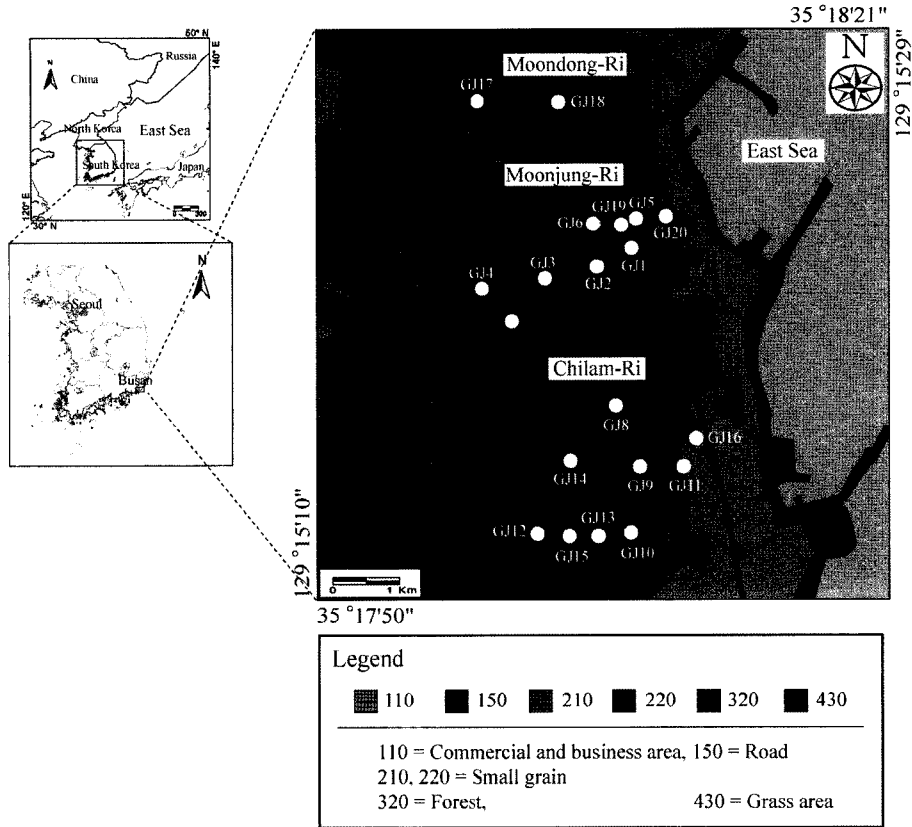 50° N
140° E
N
Russia
China
North Korea
East Sea
South Korea
Japan
120° E
30° N
300
N
Seoul
Busan
35 °18'21"
129 °15'29"
N
Moondong-Ri
GJ17
GJ18
East Sea
Moonjung-Ri
GJ19
GJ5
GJ6
GJ20
GJ1
GJ3
GJ2
GJ4
Chilam-Ri
GJ8
GJ16
GJ14
GJ9
GJ11
GJ13
GJ12
GJ15
GJ10
129 °15'10"
0 1 Km
35 °17'50"
Legend
110 150 210 220 320 430
110 = Commercial and business area, 150 = Road
210, 220 = Small grain
320 = Forest, 430 = Grass area